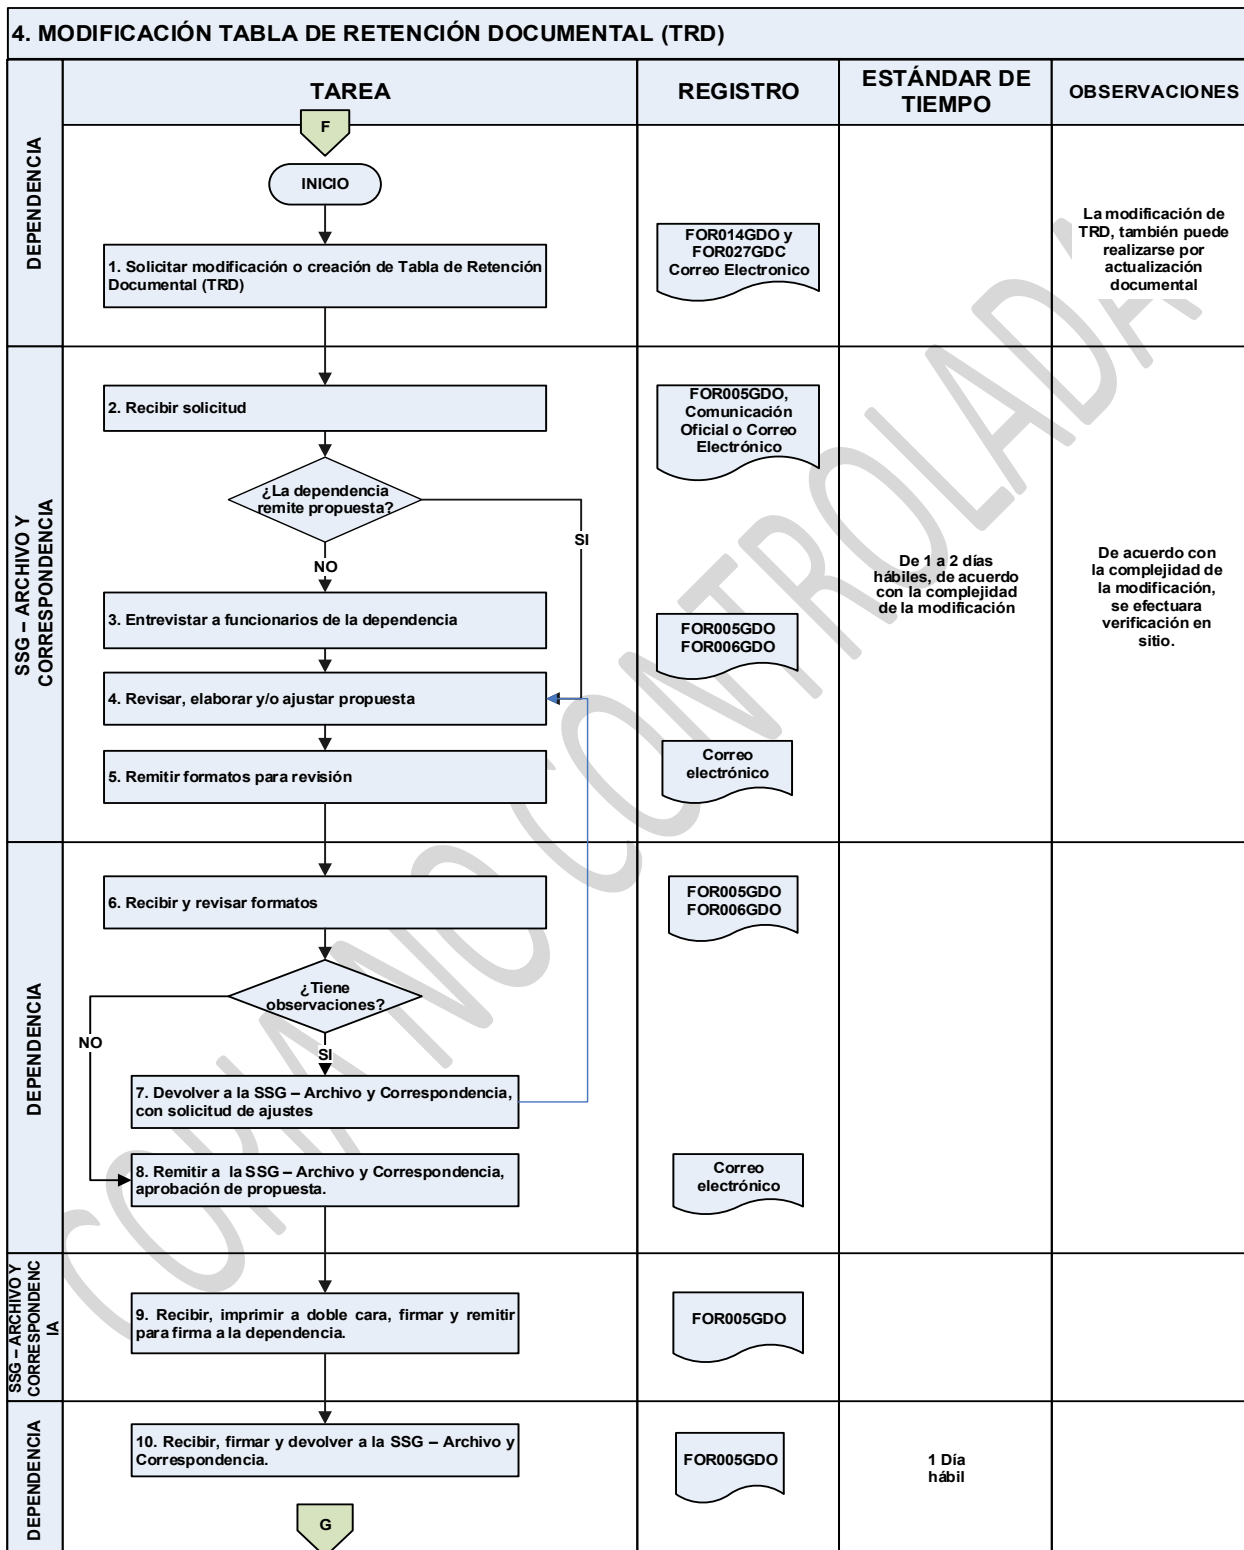 4. MODIFICACIÓN TABLA DE RETENCIÓN DOCUMENTAL (TRD)
TAREA
REGISTRO
ESTÁNDAR DE
TIEMPO
OBSERVACIONES
DEPENDENCIA
F
INICIO
1. Solicitar modificación o creación de Tabla de Retención
Documental (TRD)
FOR014GDO y
FOR027GDC
Correo Electronico
La modificación de
TRD, también puede
realizarse por
actualización
documental
SSG – ARCHIVO Y
CORRESPONDENCIA
2. Recibir solicitud
FOR005GDO,
Comunicación
Oficial o Correo
Electrónico
¿La dependencia
remite propuesta?
SI
NO
De 1 a 2 días
hábiles, de acuerdo
con la complejidad
de la modificación
De acuerdo con
la complejidad de
la modificación,
se efectuara
verificación en
sitio.
3. Entrevistar a funcionarios de la dependencia
FOR005GDO
FOR006GDO
4. Revisar, elaborar y/o ajustar propuesta
5. Remitir formatos para revisión
Correo
electrónico
DEPENDENCIA
6. Recibir y revisar formatos
FOR005GDO
FOR006GDO
¿Tiene
observaciones?
NO
SI
7. Devolver a la SSG – Archivo y Correspondencia,
con solicitud de ajustes
8. Remitir a la SSG – Archivo y Correspondencia,
aprobación de propuesta.
Correo
electrónico
SSG – ARCHIVO Y
CORRESPONDENC
IA
9. Recibir, imprimir a doble cara, firmar y remitir
para firma a la dependencia.
FOR005GDO
DEPENDENCIA
10. Recibir, firmar y devolver a la SSG – Archivo y
Correspondencia.
FOR005GDO
1 Día
hábil
G
COPIA NO CONTROLADA